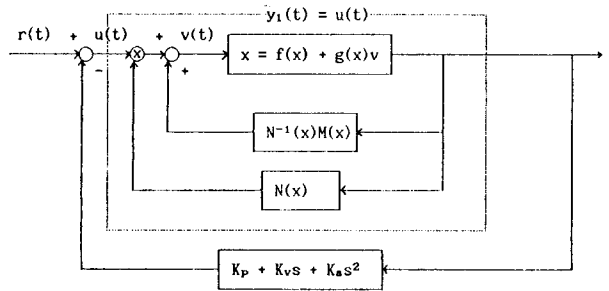 y₁(t) = u(t)
r(t) + u(t) + v(t)
x
x = f(x) + g(x)v
−
+
N⁻¹(x)M(x)
N(x)
Kₚ + Kᵥs + Kₐs²